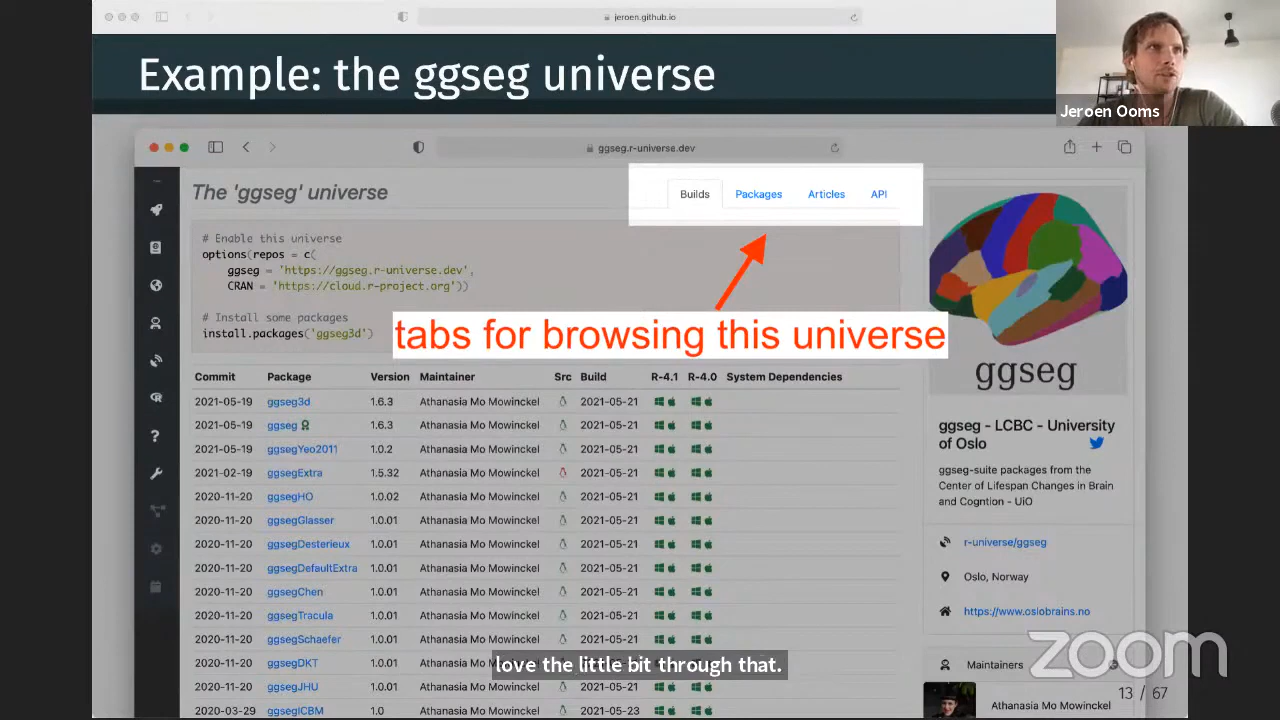 jeroen.github.io
Example: the ggseg universe
Jeroen Ooms
ggseg.r-universe.dev
The 'ggseg' universe
Builds Packages Articles API
# Enable this universe
options(repos = c(
ggseg = 'https://ggseg.r-universe.dev',
CRAN = 'https://cloud.r-project.org'))
# Install some packages
install.packages('ggseg3d')
tabs for browsing this universe
ggseg
Commit Package Version Maintainer Src Build R-4.1 R-4.0 System Dependencies
2021-05-19 ggseg3d 1.6.3 Athanasia Mo Mowinckel 2021-05-21
2021-05-19 ggseg 1.6.3 Athanasia Mo Mowinckel 2021-05-21
2021-05-19 ggsegYeo2011 1.0.2 Athanasia Mo Mowinckel 2021-05-21
2021-02-19 ggsegExtra 1.5.32 Athanasia Mo Mowinckel 2021-05-21
2020-11-20 ggsegHO 1.0.02 Athanasia Mo Mowinckel 2021-05-21
2020-11-20 ggsegGlasser 1.0.01 Athanasia Mo Mowinckel 2021-05-21
2020-11-20 ggsegDesterieux 1.0.01 Athanasia Mo Mowinckel 2021-05-21
2020-11-20 ggsegDefaultExtra 1.0.01 Athanasia Mo Mowinckel 2021-05-21
2020-11-20 ggsegChen 1.0.01 Athanasia Mo Mowinckel 2021-05-21
2020-11-20 ggsegTracula 1.0.01 Athanasia Mo Mowinckel 2021-05-21
2020-11-20 ggsegSchaefer 1.0.01 Athanasia Mo Mowinckel 2021-05-21
2020-11-20 ggsegDKT 1.0.01 Athanasia Mo Mowinckel 2021-05-21
2020-11-20 ggsegJHU 1.0.01 Athanasia Mo Mowinckel 2021-05-21
2020-03-29 ggsegICBM 1.0 Athanasia Mo Mowinckel 2021-05-23
ggseg - LCBC - University
of Oslo
ggseg-suite packages from the
Center of Lifespan Changes in Brain
and Cogntion - UiO
r-universe/ggseg
Oslo, Norway
https://www.oslobrains.no
Maintainers
Athanasia Mo Mowinckel
love the little bit through that.
zoom
13 / 67